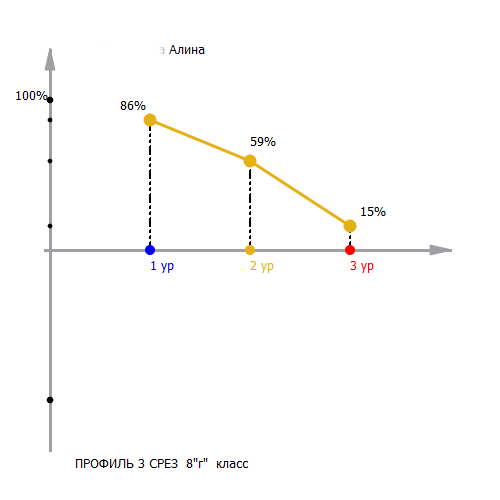 а Алина
100%
86%
59%
15%
1 ур
2 ур
3 ур
ПРОФИЛЬ 3 СРЕЗ 8"г" класс